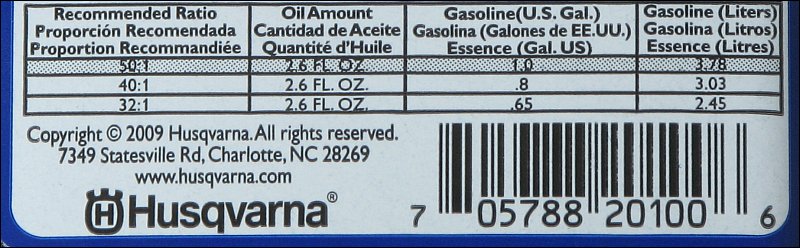 Recommended Ratio Oil Amount Gasoline(U.S. Gal.) Gasoline (Liters)
Proporción Recomendada Cantidad de Aceite Gasolina (Galones de EE.UU.) Gasolina (Litros)
Proportion Recommandiée Quantité d'Huile Essence (Gal. US) Essence (Litres)
50:1 2.6 FL. OZ. 1.0 3.78
40:1 2.6 FL. OZ. .8 3.03
32:1 2.6 FL. OZ. .65 2.45
Copyright © 2009 Husqvarna. All rights reserved.
7349 Statesville Rd, Charlotte, NC 28269
www.husqvarna.com
Husqvarna®
7 05788 20100 6